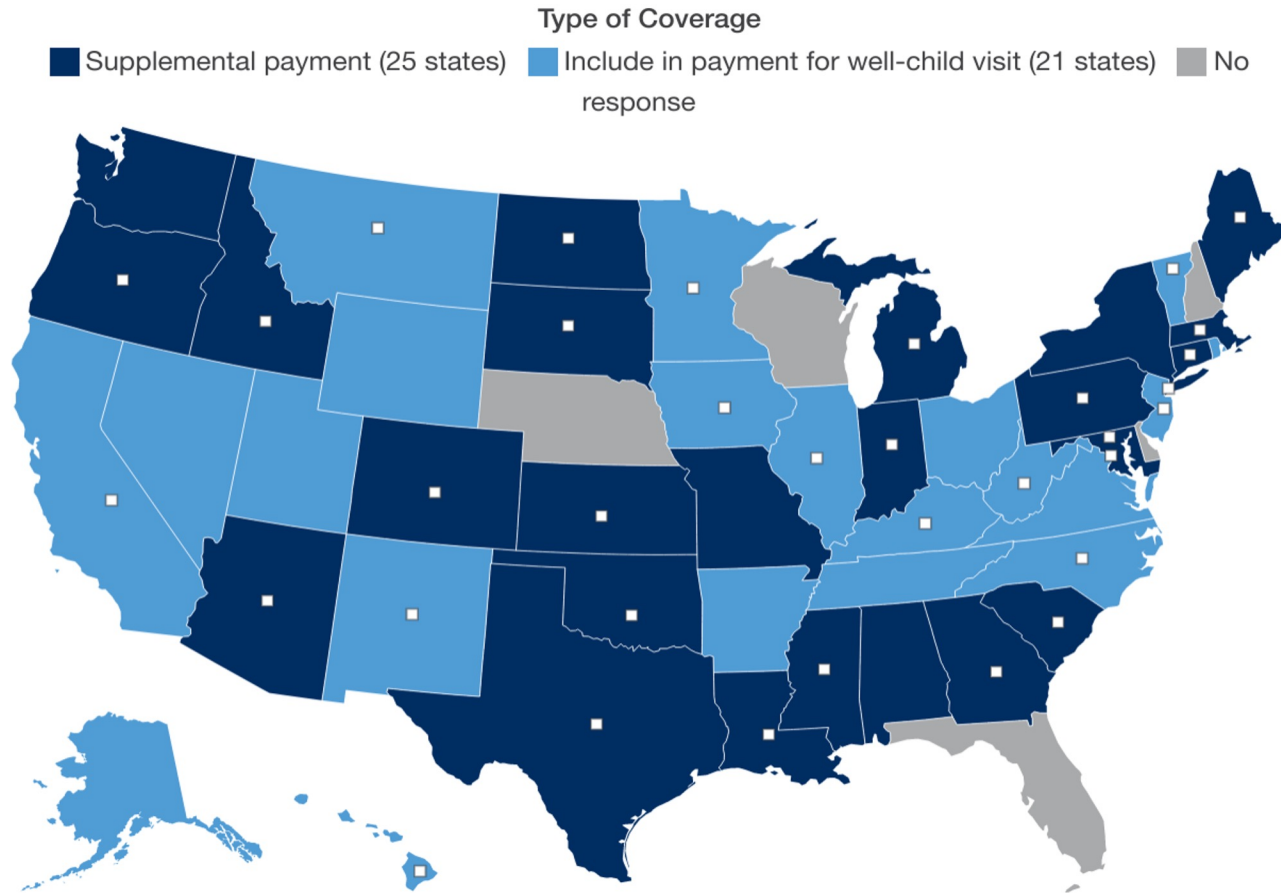 Type of Coverage
Supplemental payment (25 states) Include in payment for well-child visit (21 states) No
response